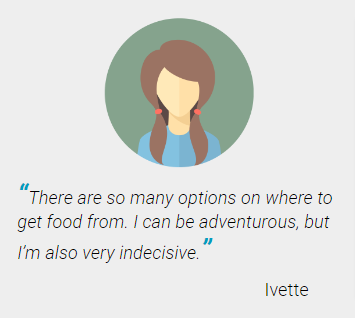 “There are so many options on where to
get food from. I can be adventurous, but
I’m also very indecisive.”
Ivette